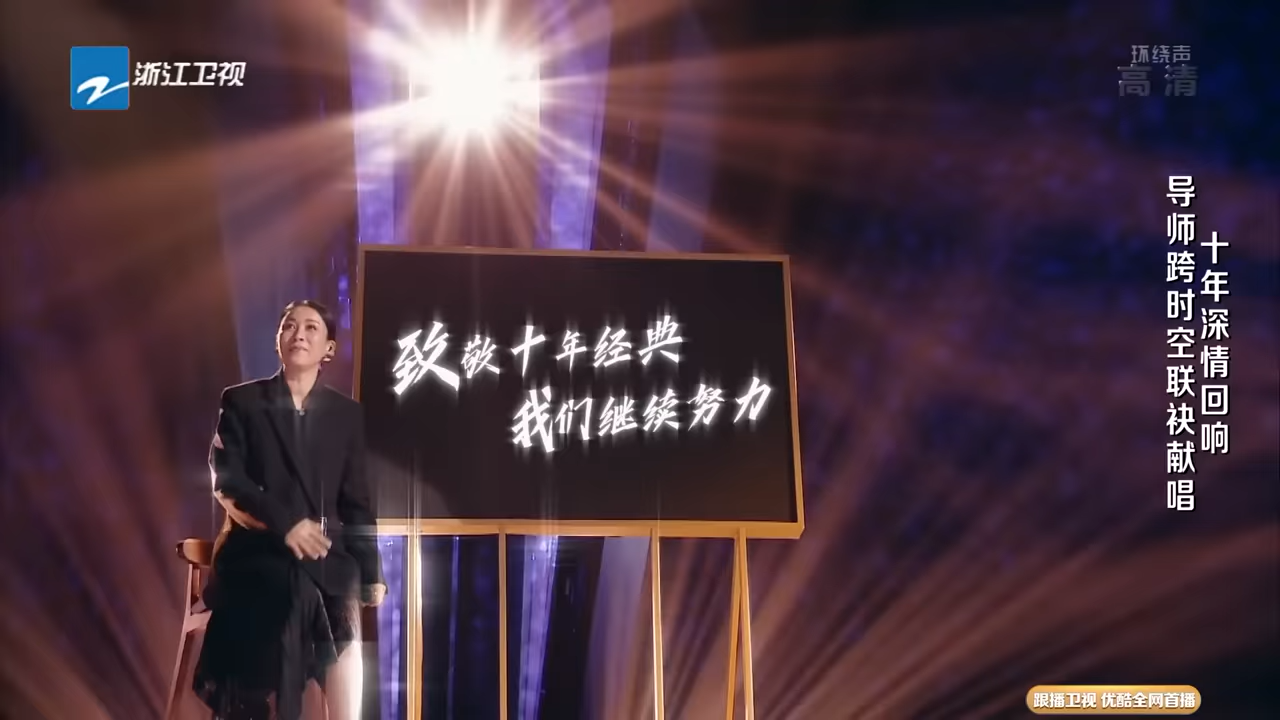 浙江卫视
环绕声
高清
致敬十年经典
我们继续努力
十年深情回响
导师跨时空联袂献唱
跟播卫视 优酷全网首播